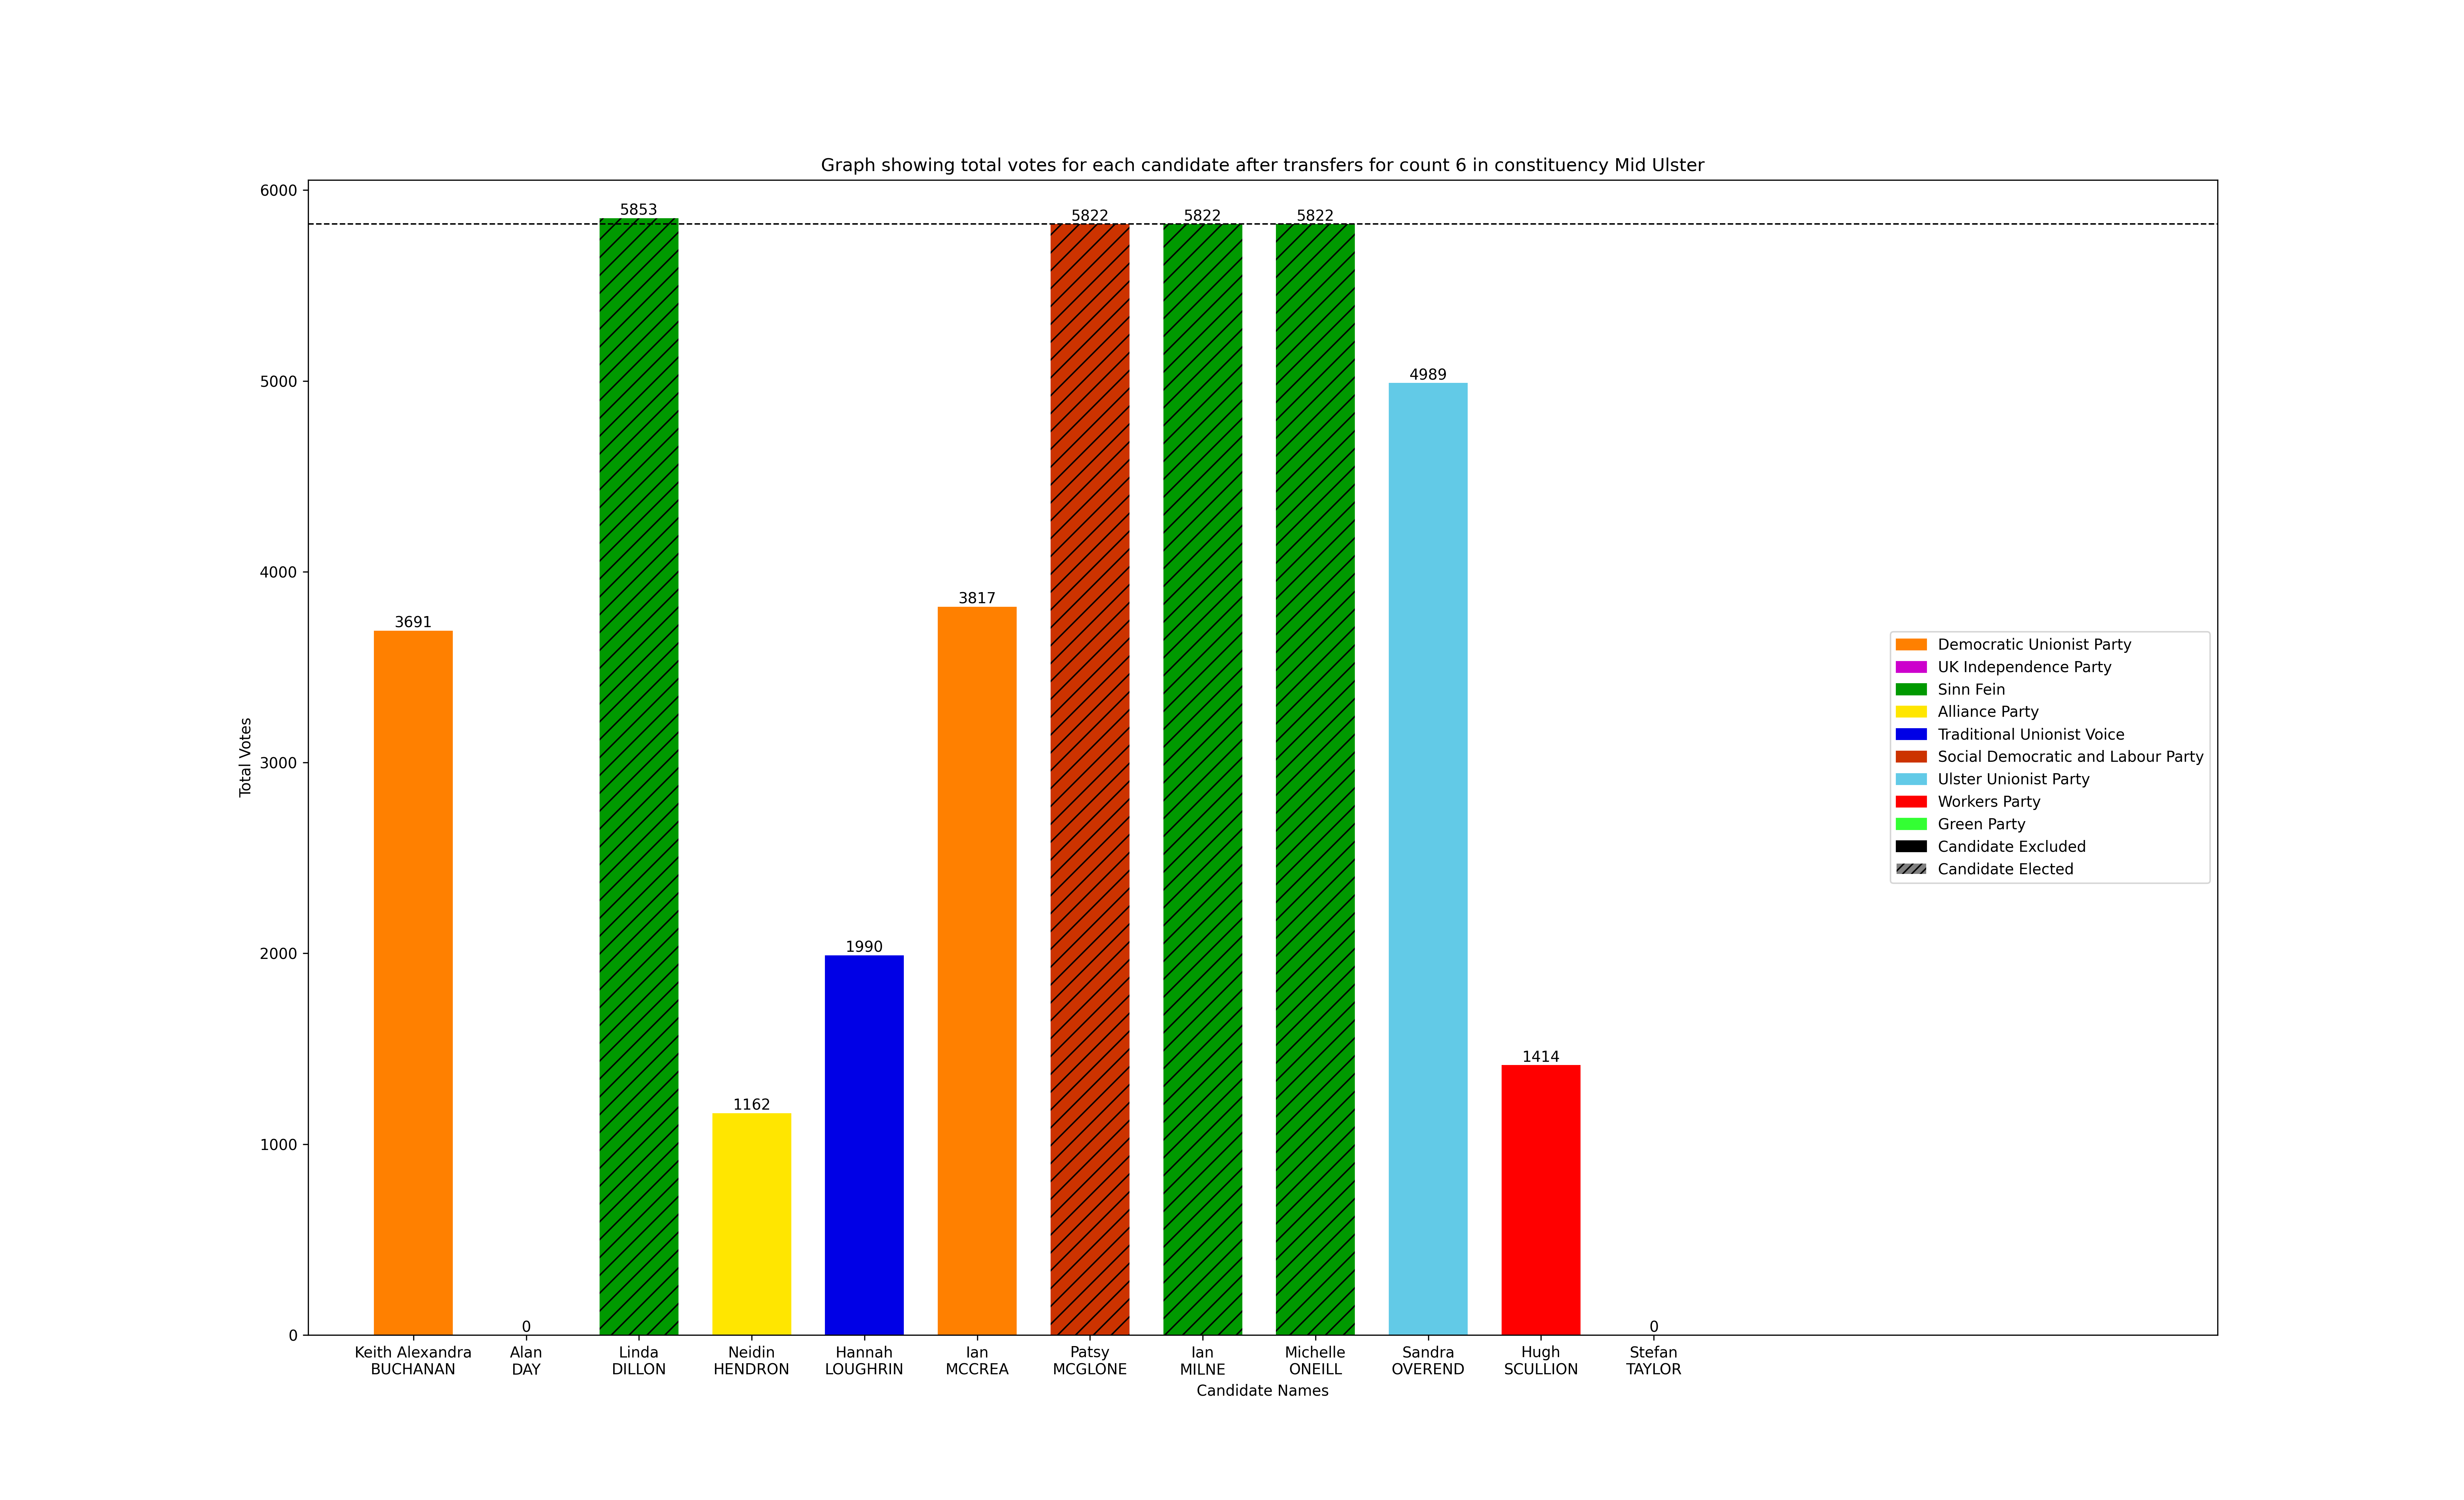 Graph showing total votes for each candidate after transfers for count 6 in constituency Mid Ulster
Total Votes
6000
5000
4000
3000
2000
1000
0
3691
0
5853
1162
1990
3817
5822
5822
5822
4989
1414
0
Democratic Unionist Party
UK Independence Party
Sinn Fein
Alliance Party
Traditional Unionist Voice
Social Democratic and Labour Party
Ulster Unionist Party
Workers Party
Green Party
Candidate Excluded
Candidate Elected
Keith Alexandra
BUCHANAN
Alan
DAY
Linda
DILLON
Neidin
HENDRON
Hannah
LOUGHRIN
Ian
MCCREA
Patsy
MCGLONE
Ian
MILNE
Michelle
ONEILL
Sandra
OVEREND
Hugh
SCULLION
Stefan
TAYLOR
Candidate Names